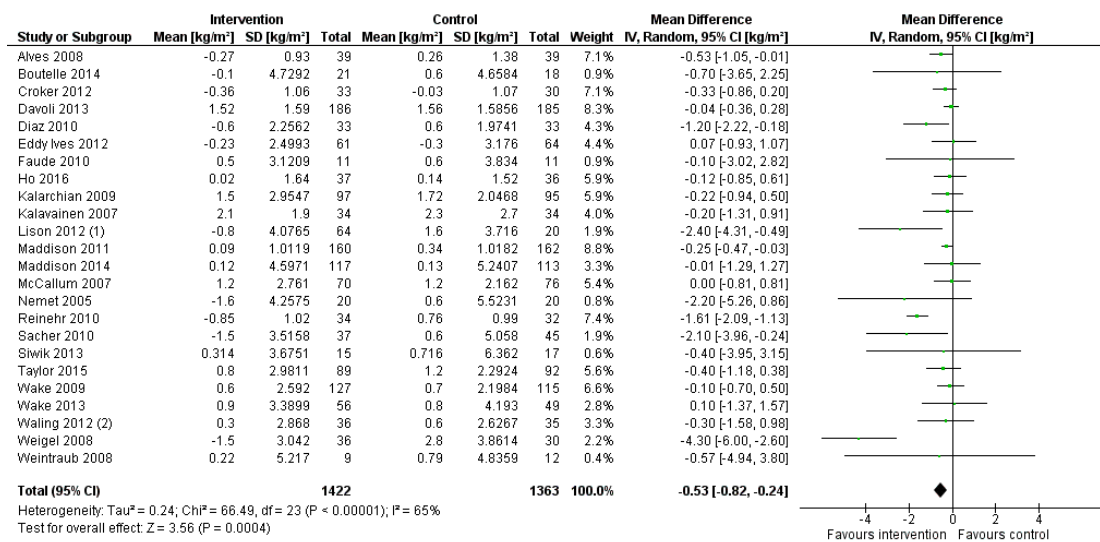 Intervention Control Mean Difference Mean Difference
Study or Subgroup Mean [kg/m²] SD [kg/m²] Total Mean [kg/m²] SD [kg/m²] Total Weight IV, Random, 95% CI [kg/m²] IV, Random, 95% CI [kg/m²]
Alves 2008 -0.27 0.93 39 0.26 1.38 39 7.1% -0.53 [-1.05, -0.01]
Boutelle 2014 -0.1 4.7292 21 0.6 4.6584 18 0.9% -0.70 [-3.65, 2.25]
Croker 2012 -0.36 1.06 33 -0.03 1.07 30 7.1% -0.33 [-0.86, 0.20]
Davoli 2013 1.52 1.59 186 1.56 1.5856 185 8.3% -0.04 [-0.36, 0.28]
Diaz 2010 -0.6 2.2562 33 0.6 1.9741 33 4.3% -1.20 [-2.22, -0.18]
Eddy Ives 2012 -0.23 2.4993 61 -0.3 3.176 64 4.4% 0.07 [-0.93, 1.07]
Faude 2010 0.5 3.1209 11 0.6 3.834 11 0.9% -0.10 [-3.02, 2.82]
Ho 2016 0.02 1.64 37 0.14 1.52 36 5.9% -0.12 [-0.85, 0.61]
Kalarchian 2009 1.5 2.9547 97 1.72 2.0468 95 5.9% -0.22 [-0.94, 0.50]
Kalavainen 2007 2.1 1.9 34 2.3 2.7 34 4.0% -0.20 [-1.31, 0.91]
Lison 2012 (1) -0.8 4.0765 64 1.6 3.716 20 1.9% -2.40 [-4.31, -0.49]
Maddison 2011 0.09 1.0119 160 0.34 1.0182 162 8.8% -0.25 [-0.47, -0.03]
Maddison 2014 0.12 4.5971 117 0.13 5.2407 113 3.3% -0.01 [-1.29, 1.27]
McCallum 2007 1.2 2.761 70 1.2 2.162 76 5.4% 0.00 [-0.81, 0.81]
Nemet 2005 -1.6 4.2575 20 0.6 5.5231 20 0.9% -2.20 [-5.26, 0.86]
Reinehr 2010 -0.85 1.02 34 0.76 0.99 32 7.4% -1.61 [-2.09, -1.13]
Sacher 2010 -1.5 3.5158 37 0.6 5.058 45 2.0% -2.10 [-3.96, -0.24]
Siwik 2013 0.314 3.6751 15 0.716 6.362 17 0.6% -0.40 [-3.95, 3.15]
Taylor 2015 0.8 2.9811 89 1.2 2.2924 92 5.6% -0.40 [-1.18, 0.38]
Wake 2009 0.6 2.592 127 0.7 2.1984 115 6.7% -0.10 [-0.70, 0.50]
Wake 2013 0.9 3.3899 56 0.8 4.193 49 2.8% 0.10 [-1.37, 1.57]
Waling 2012 (2) 0.3 2.868 36 0.6 2.6267 35 3.3% -0.30 [-1.58, 0.98]
Weigel 2008 -1.5 3.042 36 2.8 3.8614 30 2.2% -4.30 [-6.00, -2.60]
Weintraub 2008 0.22 5.217 9 0.79 4.8359 12 0.4% -0.57 [-4.94, 3.80]
Total (95% CI) 1422 1363 100.0% -0.53 [-0.82, -0.24]
Heterogeneity: Tau² = 0.24; Chi² = 66.49, df = 23 (P < 0.00001); I² = 65%
Test for overall effect: Z = 3.56 (P = 0.0004)
-4 -2 0 2 4
Favours intervention Favours control